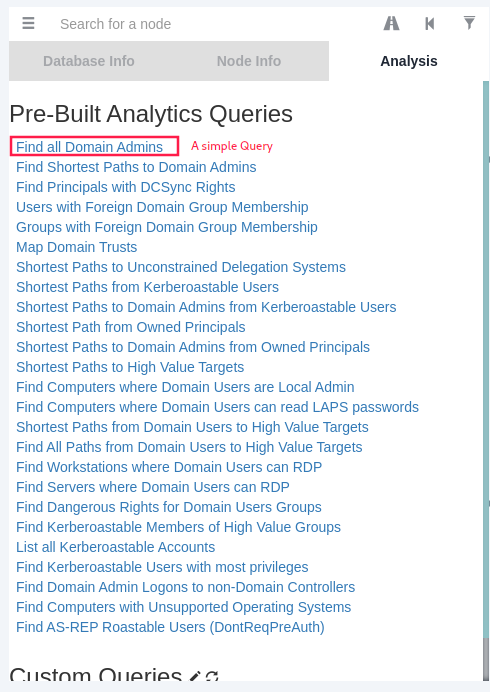 Search for a node
Database Info Node Info Analysis
Pre-Built Analytics Queries
Find all Domain Admins A simple Query
Find Shortest Paths to Domain Admins
Find Principals with DCSync Rights
Users with Foreign Domain Group Membership
Groups with Foreign Domain Group Membership
Map Domain Trusts
Shortest Paths to Unconstrained Delegation Systems
Shortest Paths from Kerberoastable Users
Shortest Paths to Domain Admins from Kerberoastable Users
Shortest Path from Owned Principals
Shortest Paths to Domain Admins from Owned Principals
Shortest Paths to High Value Targets
Find Computers where Domain Users are Local Admin
Find Computers where Domain Users can read LAPS passwords
Shortest Paths from Domain Users to High Value Targets
Find All Paths from Domain Users to High Value Targets
Find Workstations where Domain Users can RDP
Find Servers where Domain Users can RDP
Find Dangerous Rights for Domain Users Groups
Find Kerberoastable Members of High Value Groups
List all Kerberoastable Accounts
Find Kerberoastable Users with most privileges
Find Domain Admin Logons to non-Domain Controllers
Find Computers with Unsupported Operating Systems
Find AS-REP Roastable Users (DontReqPreAuth)
Custom Queries